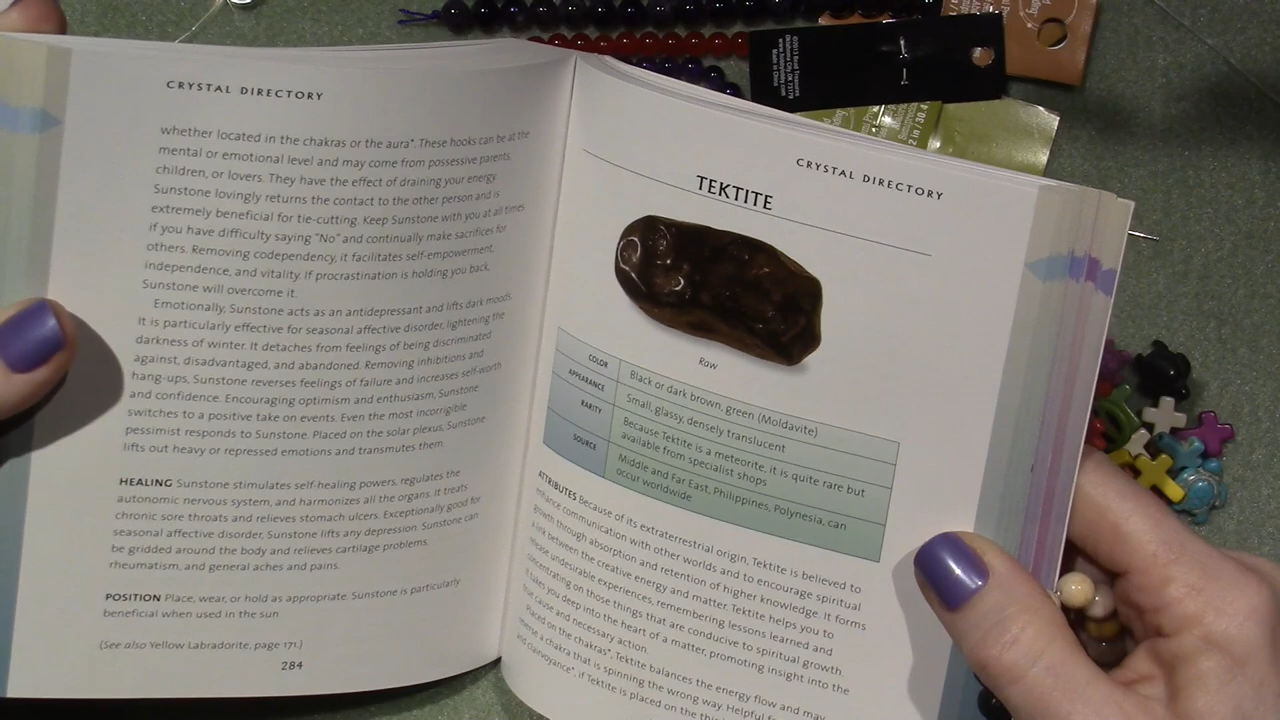 CRYSTAL DIRECTORY
whether located in the chakras or the aura*. These hooks can be at the
mental or emotional level and may come from possessive parents,
children, or lovers. They have the effect of draining your energy.
Sunstone lovingly returns the contact to the other person and is
extremely beneficial for tie-cutting. Keep Sunstone with you at all times
if you have difficulty saying "No" and continually make sacrifices for
others. Removing codependency, it facilitates self-empowerment,
independence, and vitality. If procrastination is holding you back,
Sunstone will overcome it.
Emotionally, Sunstone acts as an antidepressant and lifts dark moods.
It is particularly effective for seasonal affective disorder, lightening the
darkness of winter. It detaches from feelings of being discriminated
against, disadvantaged, and abandoned. Removing inhibitions and
hang-ups, Sunstone reverses feelings of failure and increases self-worth
and confidence. Encouraging optimism and enthusiasm, Sunstone
switches to a positive take on events. Even the most incorrigible
pessimist responds to Sunstone. Placed on the solar plexus, Sunstone
lifts out heavy or repressed emotions and transmutes them.
HEALING Sunstone stimulates self-healing powers, regulates the
autonomic nervous system, and harmonizes all the organs. It treats
chronic sore throats and relieves stomach ulcers. Exceptionally good for
seasonal affective disorder, Sunstone lifts any depression. Sunstone can
be gridded around the body and relieves cartilage problems,
rheumatism, and general aches and pains.
POSITION Place, wear, or hold as appropriate. Sunstone is particularly
beneficial when used in the sun
(See also Yellow Labradorite, page 171.)
284
CRYSTAL DIRECTORY
TEKTITE
Raw
COLOR Black or dark brown, green (Moldavite)
APPEARANCE Small, glassy, densely translucent
RARITY Because Tektite is a meteorite, it is quite rare but
available from specialist shops
SOURCE Middle and Far East, Philippines, Polynesia, can
occur worldwide
ATTRIBUTES Because of its extraterrestrial origin, Tektite is believed to
enhance communication with other worlds and to encourage spiritual
growth through absorption and retention of higher knowledge. It forms
a link between the creative energy and matter. Tektite helps you to
release undesirable experiences, remembering lessons learned and
concentrating on those things that are conducive to spiritual growth.
It takes you deep into the heart of a matter, promoting insight into the
true cause and necessary action.
Placed on the chakras*, Tektite balances the energy flow and may
reverse a chakra that is spinning the wrong way. Helpful
and clairvoyance*, if Tektite is placed on the
©2013 Bead Treasures
Oklahoma City, OK 73179
www.hobbylobby.com
Made in China
2 in / 30.4